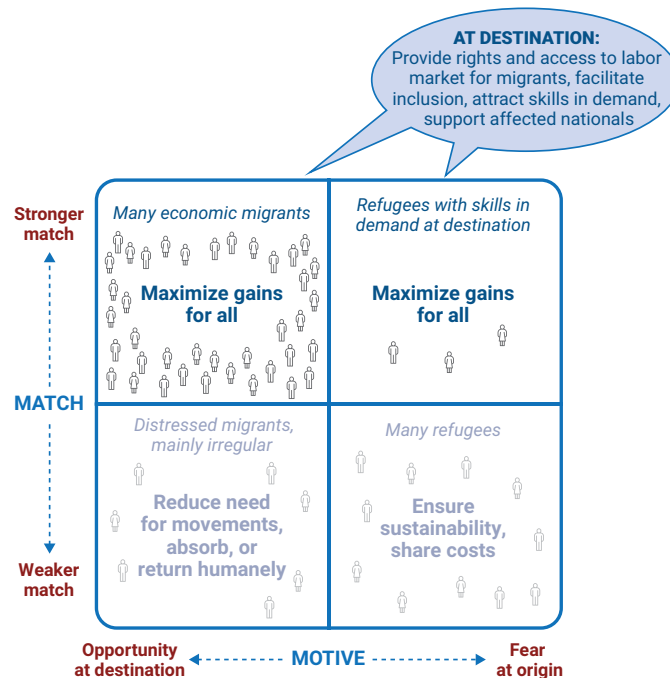 AT DESTINATION:
Provide rights and access to labor
market for migrants, facilitate
inclusion, attract skills in demand,
support affected nationals
Stronger
match
Many economic migrants
Maximize gains
for all
Refugees with skills in
demand at destination
Maximize gains
for all
MATCH
Distressed migrants,
mainly irregular
Reduce need
for movements,
absorb, or
return humanely
Many refugees
Ensure
sustainability,
share costs
Weaker
match
Opportunity
at destination
MOTIVE
Fear
at origin